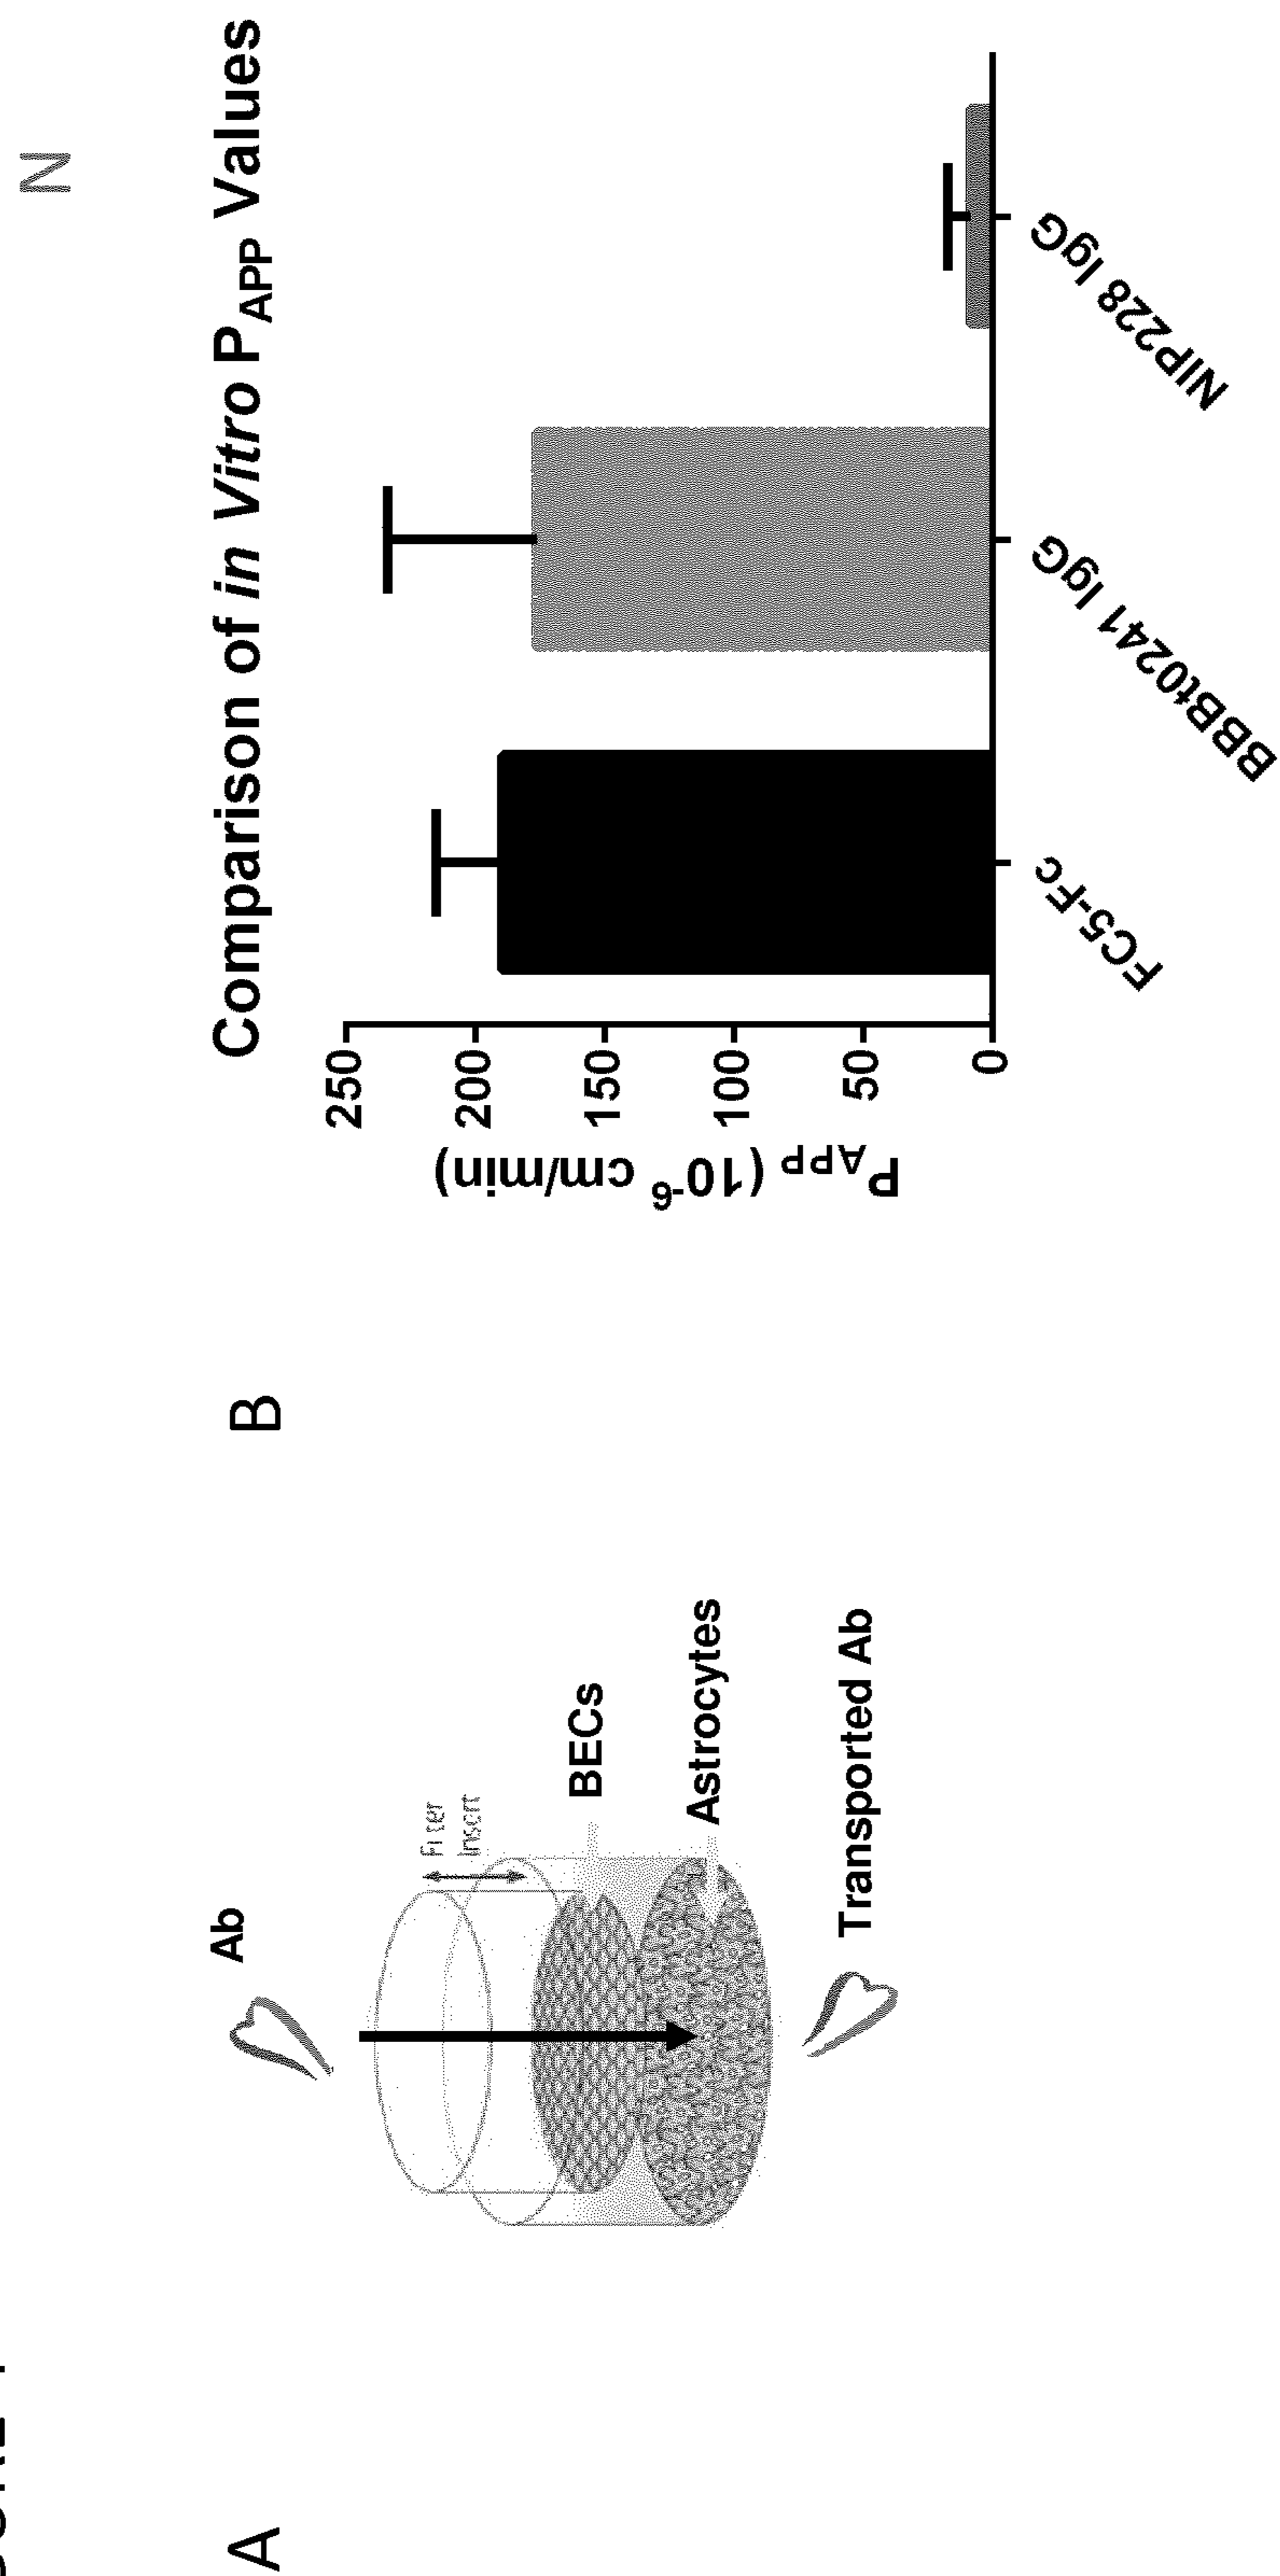 A
Ab
Filter
Insert
BECs
Astrocytes
Transported Ab
B
Comparison of in Vitro PAPP Values
PAPP (10-6 cm/min)
250
200
150
100
50
0
FC5-Fc
BBBt0241 IgG
NIP228 IgG